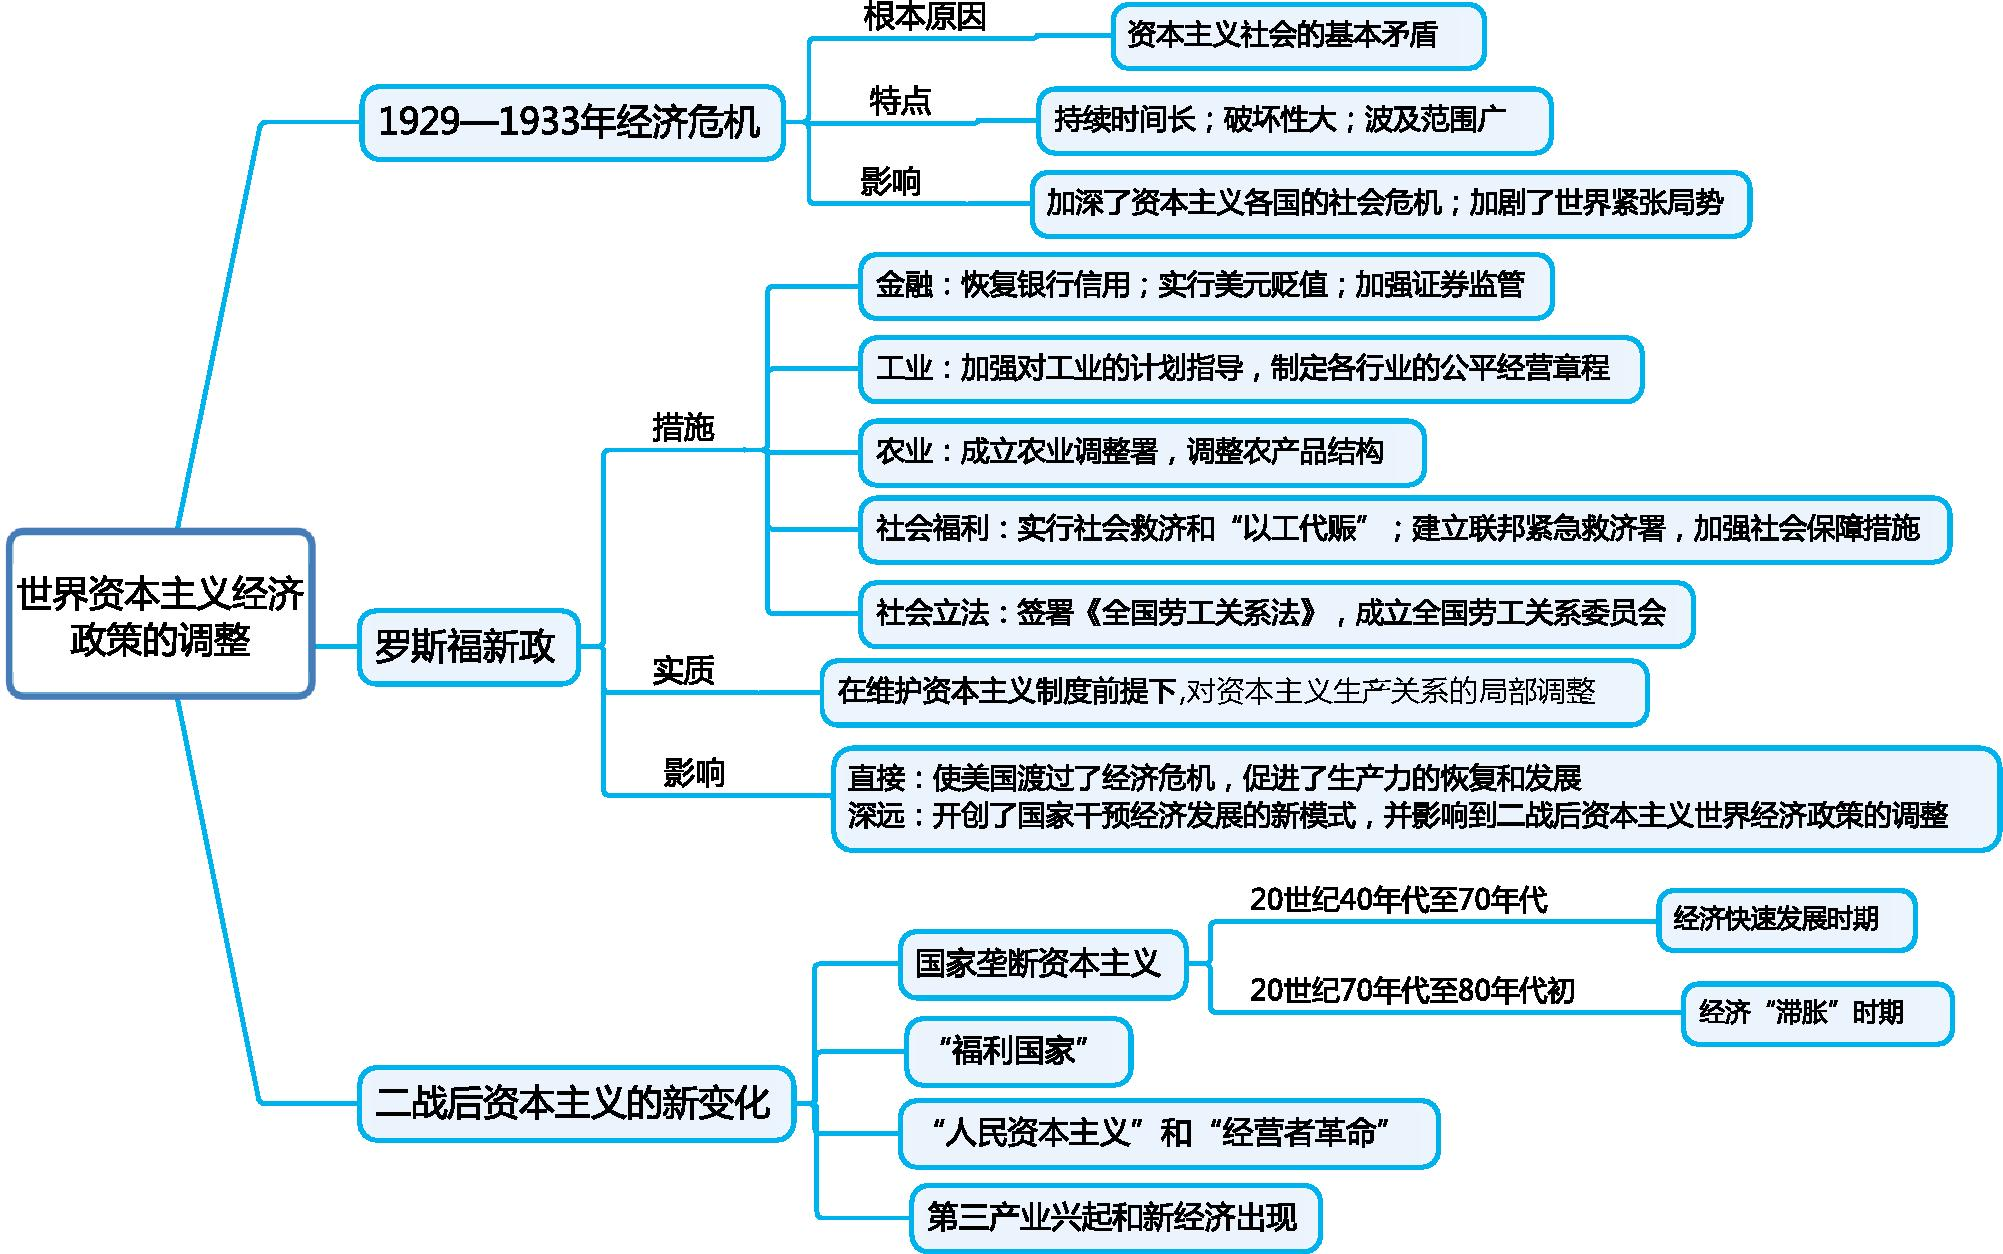 世界资本主义经济
政策的调整
1929—1933年经济危机
根本原因
资本主义社会的基本矛盾
特点
持续时间长；破坏性大；波及范围广
影响
加深了资本主义各国的社会危机；加剧了世界紧张局势
罗斯福新政
措施
金融：恢复银行信用；实行美元贬值；加强证券监管
工业：加强对工业的计划指导，制定各行业的公平经营章程
农业：成立农业调整署，调整农产品结构
社会福利：实行社会救济和“以工代赈”；建立联邦紧急救济署，加强社会保障措施
社会立法：签署《全国劳工关系法》，成立全国劳工关系委员会
实质
在维护资本主义制度前提下,对资本主义生产关系的局部调整
影响
直接：使美国渡过了经济危机，促进了生产力的恢复和发展
深远：开创了国家干预经济发展的新模式，并影响到二战后资本主义世界经济政策的调整
二战后资本主义的新变化
国家垄断资本主义
20世纪40年代至70年代
经济快速发展时期
20世纪70年代至80年代初
经济“滞胀”时期
“福利国家”
“人民资本主义”和“经营者革命”
第三产业兴起和新经济出现